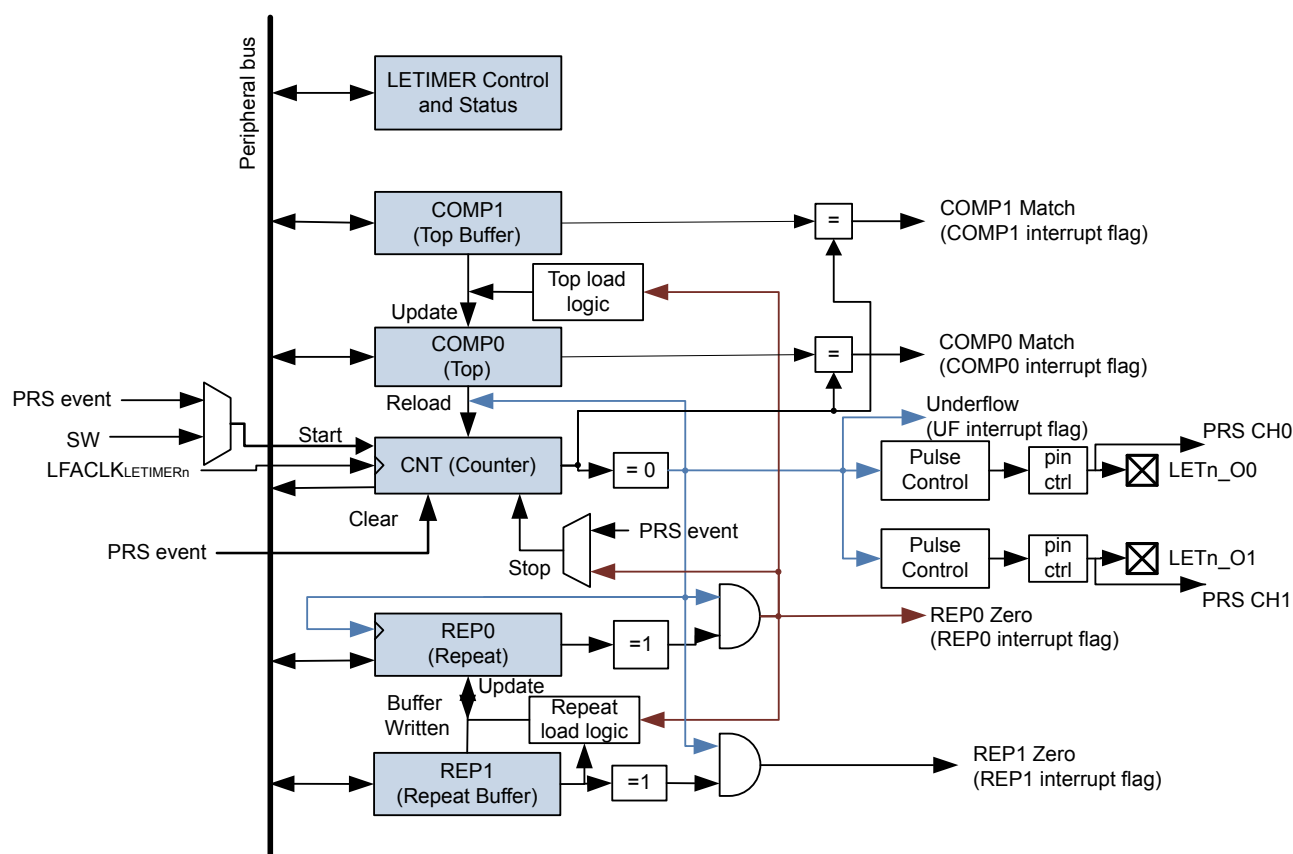 Peripheral bus
LETIMER Control
and Status
COMP1
(Top Buffer)
=
COMP1 Match
(COMP1 interrupt flag)
Top load
logic
Update
COMP0
(Top)
=
COMP0 Match
(COMP0 interrupt flag)
PRS event
SW
LFACLKLETIMERn
Start
Reload
CNT (Counter)
= 0
Underflow
(UF interrupt flag)
Pulse
Control
pin
ctrl
PRS CH0
LETn_O0
Clear
PRS event
Stop
PRS event
Pulse
Control
pin
ctrl
LETn_O1
PRS CH1
REP0
(Repeat)
=1
REP0 Zero
(REP0 interrupt flag)
Update
Buffer
Written
Repeat
load logic
REP1
(Repeat Buffer)
=1
REP1 Zero
(REP1 interrupt flag)